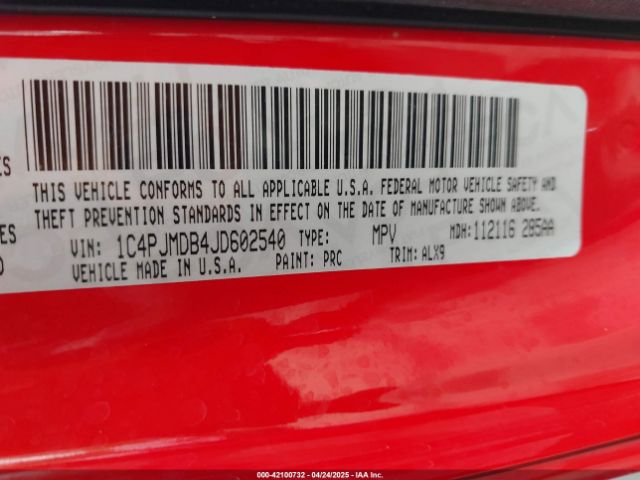 ES
THIS VEHICLE CONFORMS TO ALL APPLICABLE U.S.A. FEDERAL MOTOR VEHICLE SAFETY AND
THEFT PREVENTION STANDARDS IN EFFECT ON THE DATE OF MANUFACTURE SHOWN ABOVE.
ES
VIN: 1C4PJMDB4JD602540 TYPE: MPV MDH:112116 285AA
VEHICLE MADE IN U.S.A. PAINT: PRC TRIM: ALX9
000-42100732 - 04/24/2025 - IAA Inc.